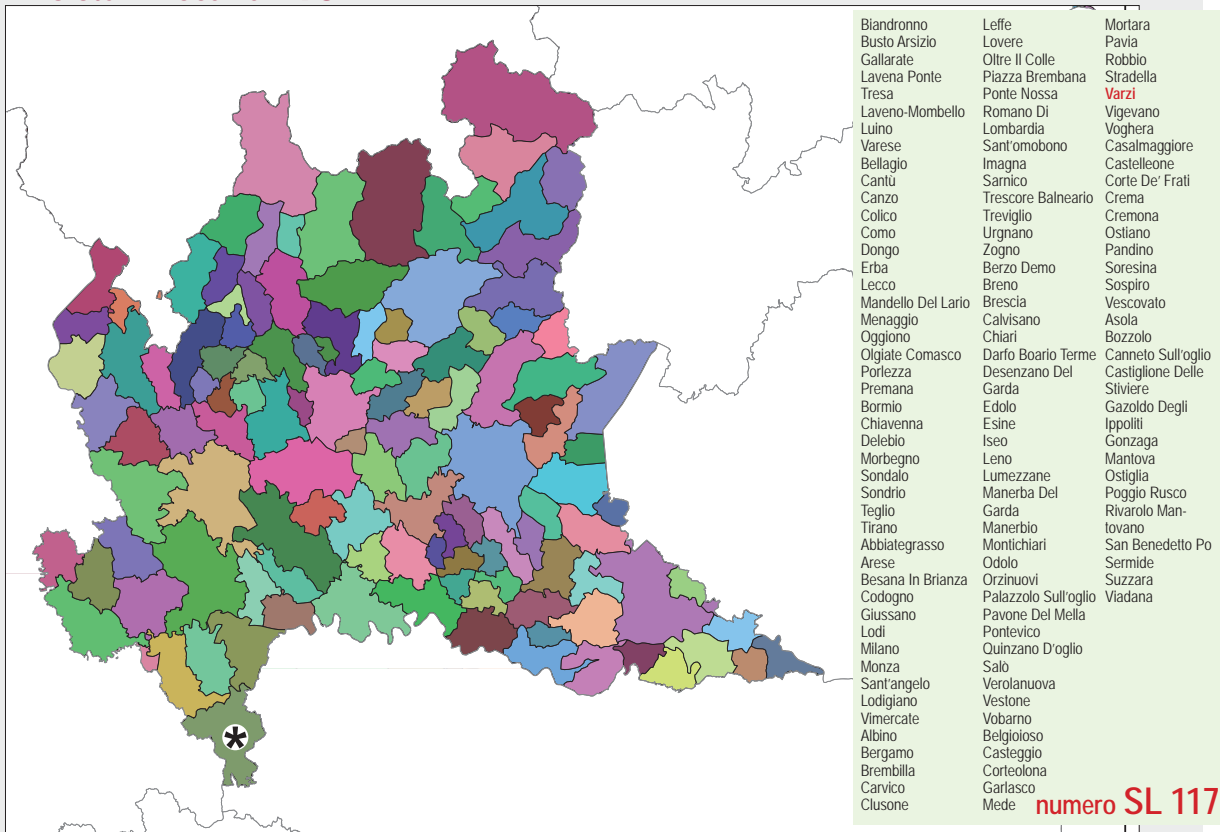 Biandronno
Busto Arsizio
Gallarate
Lavena Ponte
Tresa
Laveno-Mombello
Luino
Varese
Bellagio
Cantù
Canzo
Colico
Como
Dongo
Erba
Lecco
Mandello Del Lario
Menaggio
Oggiono
Olgiate Comasco
Porlezza
Premana
Bormio
Chiavenna
Delebio
Morbegno
Sondalo
Sondrio
Teglio
Tirano
Abbiategrasso
Arese
Besana In Brianza
Codogno
Giussano
Lodi
Milano
Monza
Sant'angelo
Lodigiano
Vimercate
Albino
Bergamo
Brembilla
Carvico
Clusone
Leffe
Lovere
Oltre Il Colle
Piazza Brembana
Ponte Nossa
Romano Di
Lombardia
Sant'omobono
Imagna
Sarnico
Trescore Balneario
Treviglio
Urgnano
Zogno
Berzo Demo
Breno
Brescia
Calvisano
Chiari
Darfo Boario Terme
Desenzano Del
Garda
Edolo
Esine
Iseo
Leno
Lumezzane
Manerba Del
Garda
Manerbio
Montichiari
Odolo
Orzinuovi
Palazzolo Sull'oglio
Pavone Del Mella
Pontevico
Quinzano D'oglio
Salò
Verolanuova
Vestone
Vobarno
Belgioioso
Casteggio
Corteolona
Garlasco
Mede
Mortara
Pavia
Robbio
Stradella
Varzi
Vigevano
Voghera
Casalmaggiore
Castelleone
Corte De' Frati
Crema
Cremona
Ostiano
Pandino
Soresina
Sospiro
Vescovato
Asola
Bozzolo
Canneto Sull'oglio
Castiglione Delle
Stiviere
Gazoldo Degli
Ippoliti
Gonzaga
Mantova
Ostiglia
Poggio Rusco
Rivarolo Man-
tovano
San Benedetto Po
Sermide
Suzzara
Viadana
numero SL 117